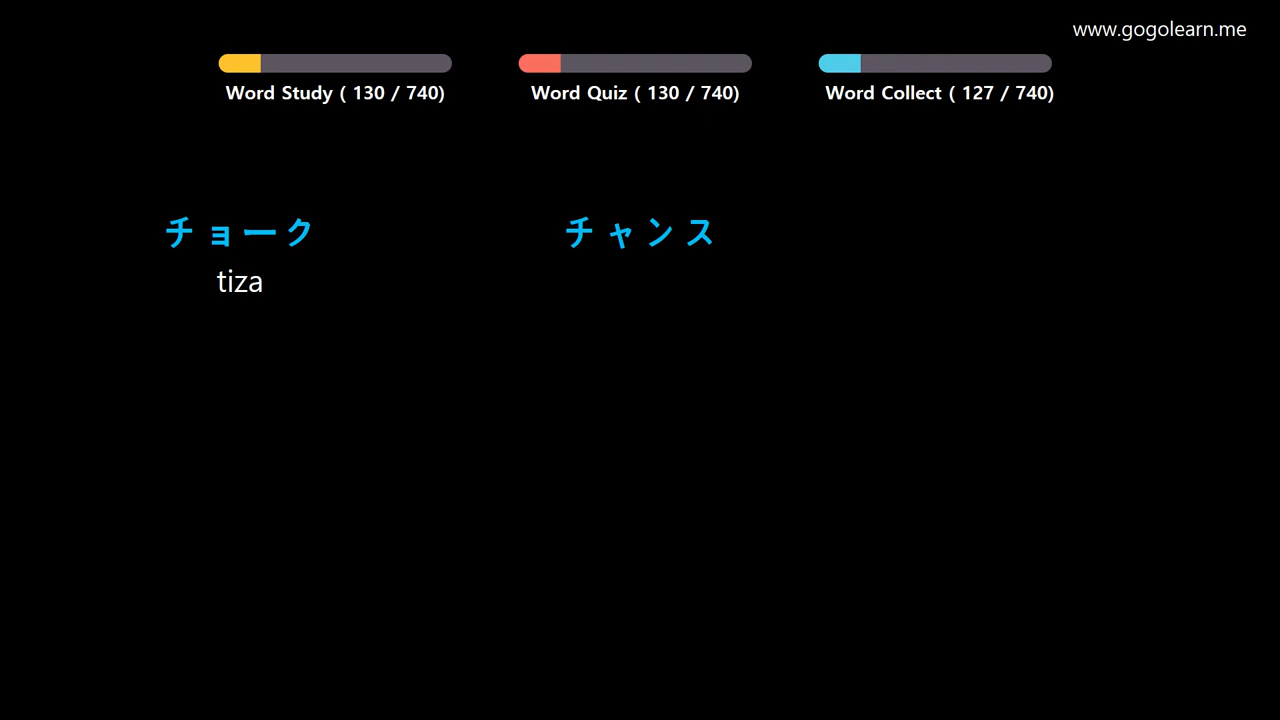 www.gogolearn.me
Word Study ( 130 / 740)
Word Quiz ( 130 / 740)
Word Collect ( 127 / 740)
チョーク
チャンス
tiza